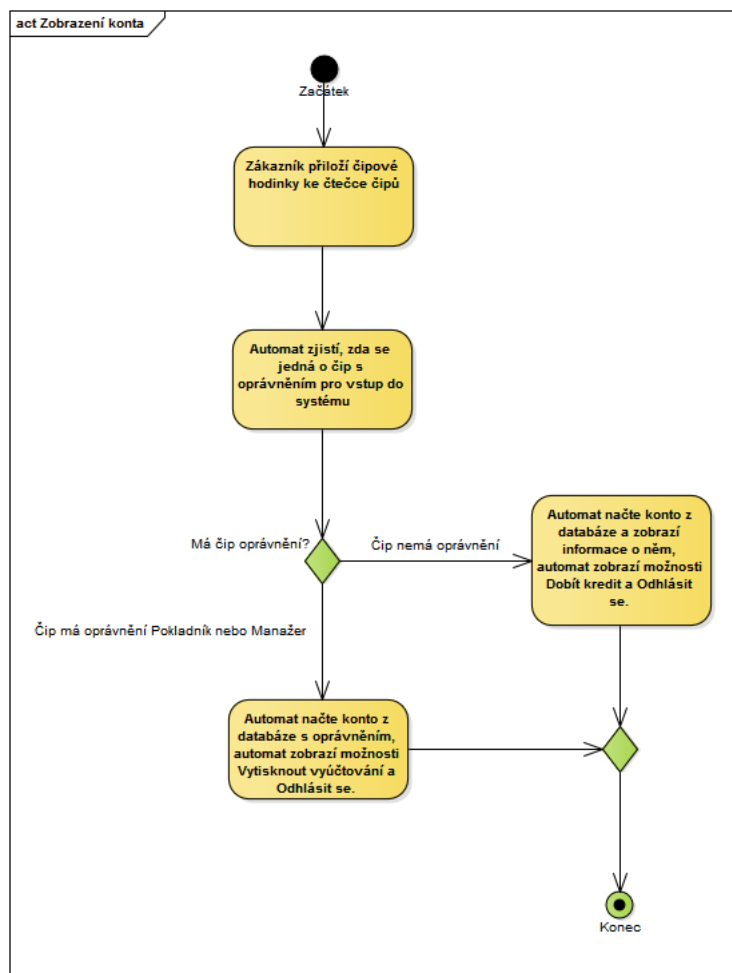 act Zobrazení konta
Začátek
Zákazník přiloží čipové
hodinky ke čtečce čipů
Automat zjistí, zda se
jedná o čip s
oprávněním pro vstup do
systému
Má čip oprávnění?
Čip nemá oprávnění
Automat načte konto z
databáze a zobrazí
informace o něm,
automat zobrazí možnosti
Dobít kredit a Odhlásit
se.
Čip má oprávnění Pokladník nebo Manažer
Automat načte konto z
databáze s oprávněním,
automat zobrazí možnosti
Vytisknout vyúčtování a
Odhlásit se.
Konec